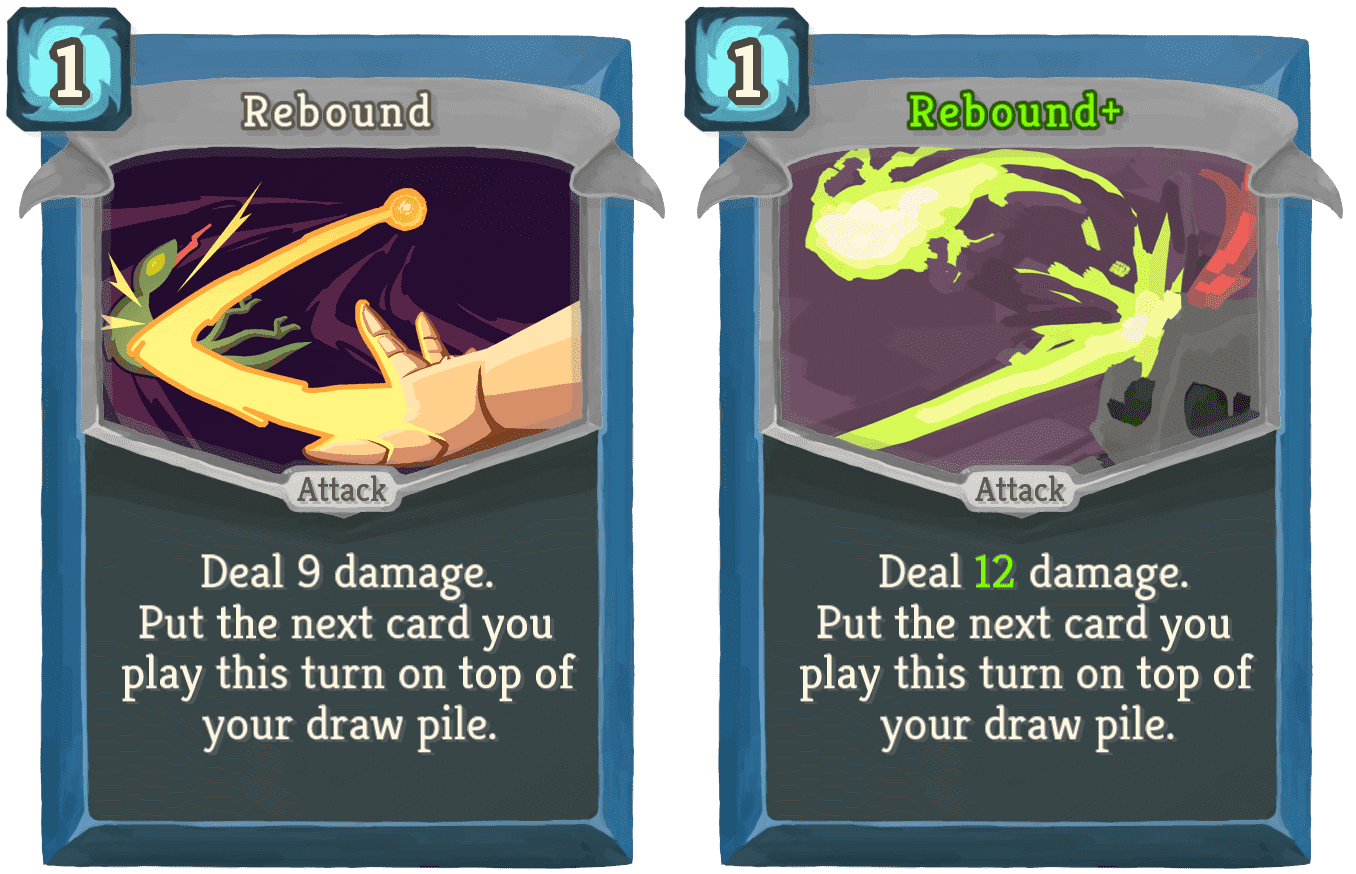 1
Rebound
Attack
Deal 9 damage.
Put the next card you
play this turn on top of
your draw pile.
1
Rebound+
Attack
Deal 12 damage.
Put the next card you
play this turn on top of
your draw pile.